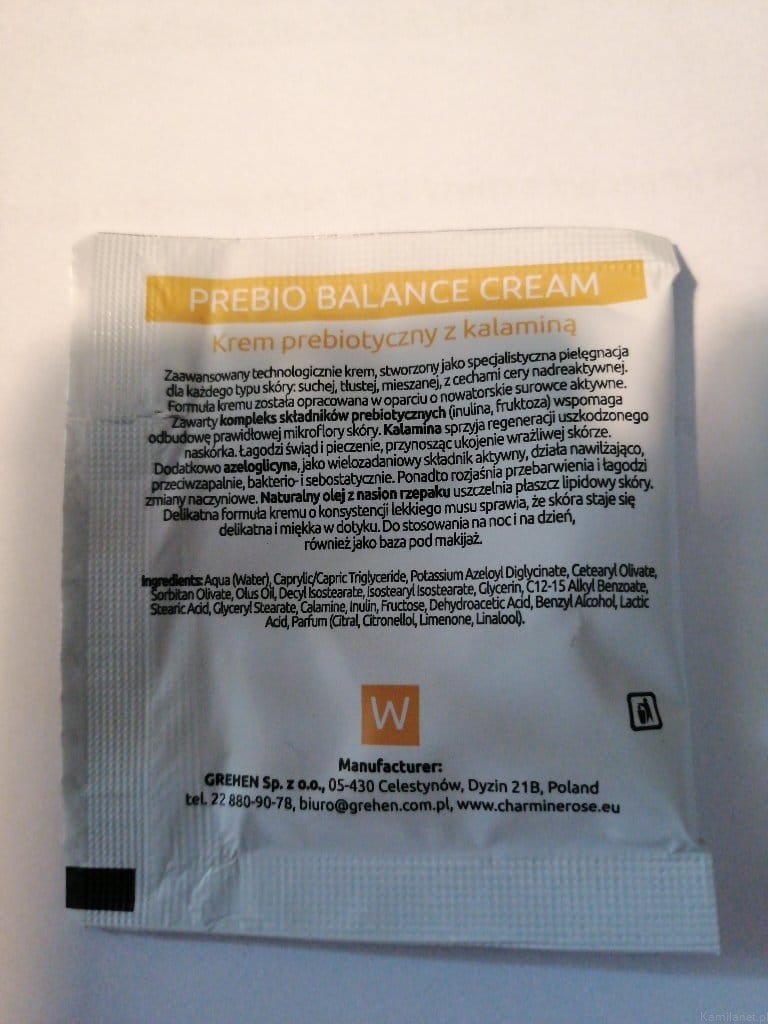 PREBIO BALANCE CREAM
Krem prebiotyczny z kalaminą
Zaawansowany technologicznie krem, stworzony jako specjalistyczna pielęgnacja
dla każdego typu skóry: suchej, tłustej, mieszanej, z cechami cery nadreaktywnej.
Formuła kremu została opracowana w oparciu o nowatorskie surowce aktywne.
Zawarty kompleks składników prebiotycznych (inulina, fruktoza) wspomaga
odbudowę prawidłowej mikroflory skóry. Kalamina sprzyja regeneracji uszkodzonego
naskórka. Łagodzi świąd i pieczenie, przynosząc ukojenie wrażliwej skórze.
Dodatkowo azeloglicyna, jako wielozadaniowy składnik aktywny, działa nawilżająco,
przeciwzapalnie, bakterio- i sebostatycznie. Ponadto rozjaśnia przebarwienia i łagodzi
zmiany naczyniowe. Naturalny olej z nasion rzepaku uszczelnia płaszcz lipidowy skóry.
Delikatna formuła kremu o konsystencji lekkiego musu sprawia, że skóra staje się
delikatna i miękka w dotyku. Do stosowania na noc i na dzień,
również jako baza pod makijaż.
Ingredients: Aqua (Water), Caprylic/Capric Triglyceride, Potassium Azeloyl Diglycinate, Cetearyl Olivate,
Sorbitan Olivate, Olus Oil, Decyl Isostearate, Isostearyl Isostearate, Glycerin, C12-15 Alkyl Benzoate,
Stearic Acid, Glyceryl Stearate, Calamine, Inulin, Fructose, Dehydroacetic Acid, Benzyl Alcohol, Lactic
Acid, Parfum (Citral, Citronellol, Limonene, Linalool).
W
Manufacturer:
GREHEN Sp. z o.o., 05-430 Celestynów, Dyzin 21B, Poland
tel. 22 880-90-78, biuro@grehen.com.pl, www.charminerose.eu
Kamilanet.pl